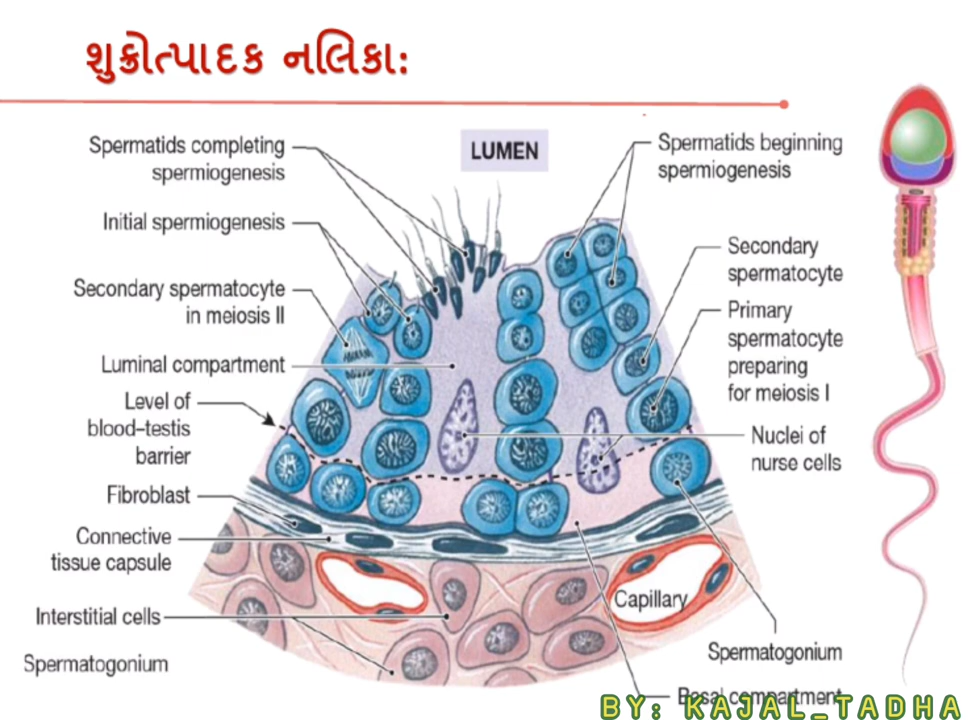 શુક્રોત્પાદક નલિકા:
LUMEN
Spermatids completing
spermiogenesis
Initial spermiogenesis
Secondary spermatocyte
in meiosis II
Luminal compartment
Level of
blood–testis
barrier
Fibroblast
Connective
tissue capsule
Interstitial cells
Spermatogonium
Spermatids beginning
spermiogenesis
Secondary
spermatocyte
Primary
spermatocyte
preparing
for meiosis I
Nuclei of
nurse cells
Capillary
Spermatogonium
Basal compartment
BY: KAJAL_TADHA